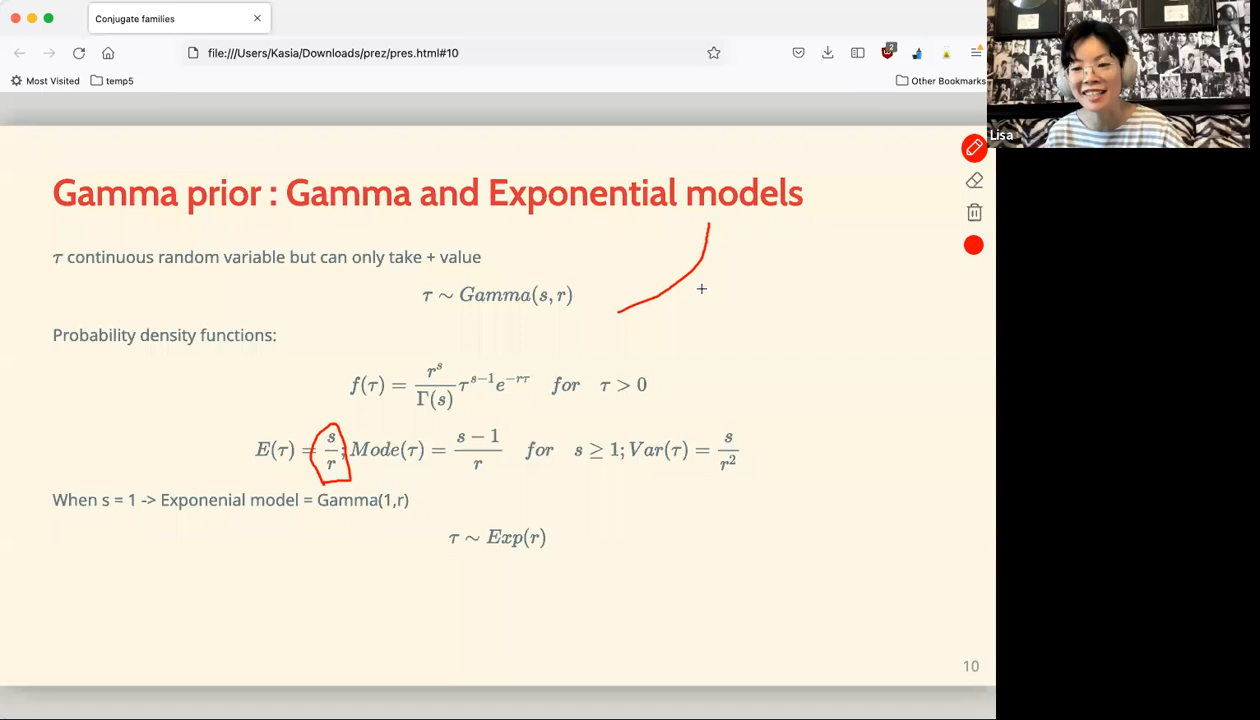 Conjugate families
file:///Users/Kasia/Downloads/prez/pres.html#10
2
Most Visited temp5 Other Bookmarks
Lisa
Gamma prior : Gamma and Exponential models
τ continuous random variable but can only take + value
τ ∼ Gamma(s, r)
Probability density functions:
f(τ) = r^s/Γ(s) τ^{s−1} e^{−rτ} for τ > 0
E(τ) = s/r; Mode(τ) = (s − 1)/r for s ≥ 1; Var(τ) = s/r²
When s = 1 -> Exponenial model = Gamma(1,r)
τ ∼ Exp(r)
10